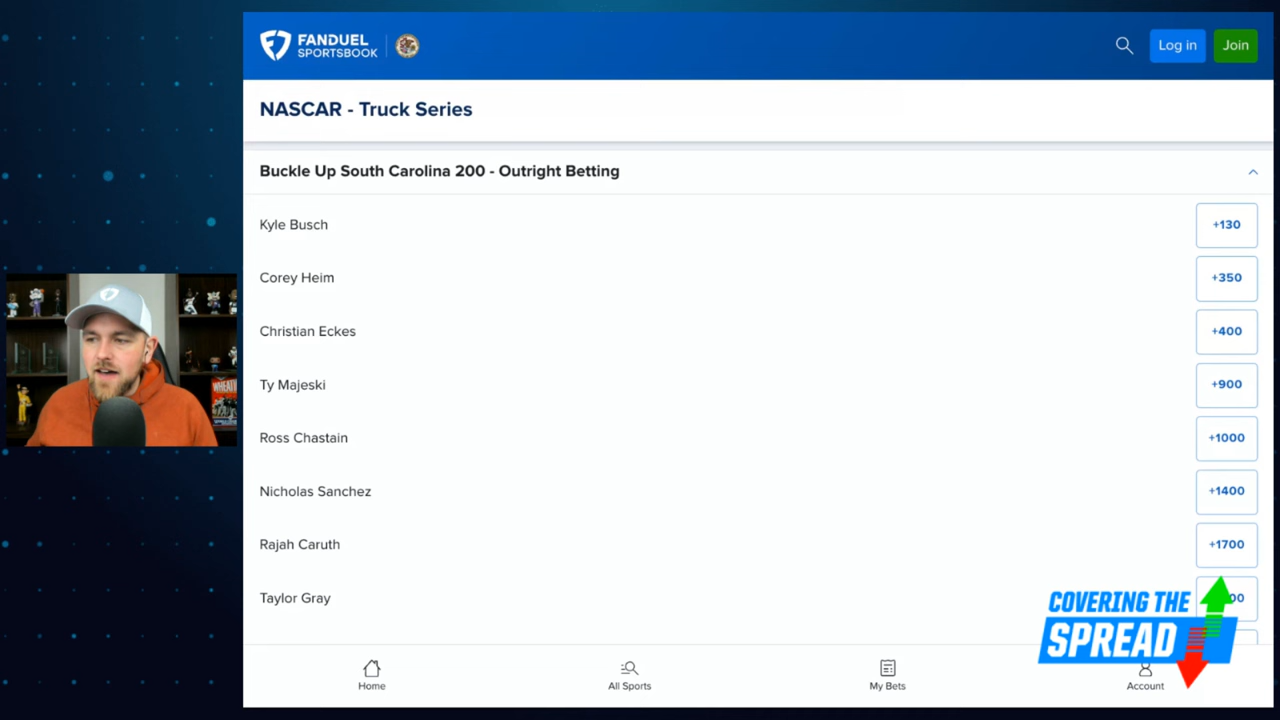 FANDUEL
SPORTSBOOK
Log in
Join
NASCAR - Truck Series
Buckle Up South Carolina 200 - Outright Betting
Kyle Busch
+130
Corey Heim
+350
Christian Eckes
+400
Ty Majeski
+900
Ross Chastain
+1000
Nicholas Sanchez
+1400
Rajah Caruth
+1700
Taylor Gray
COVERING THE
SPREAD
Home
All Sports
My Bets
Account
WHEATIES